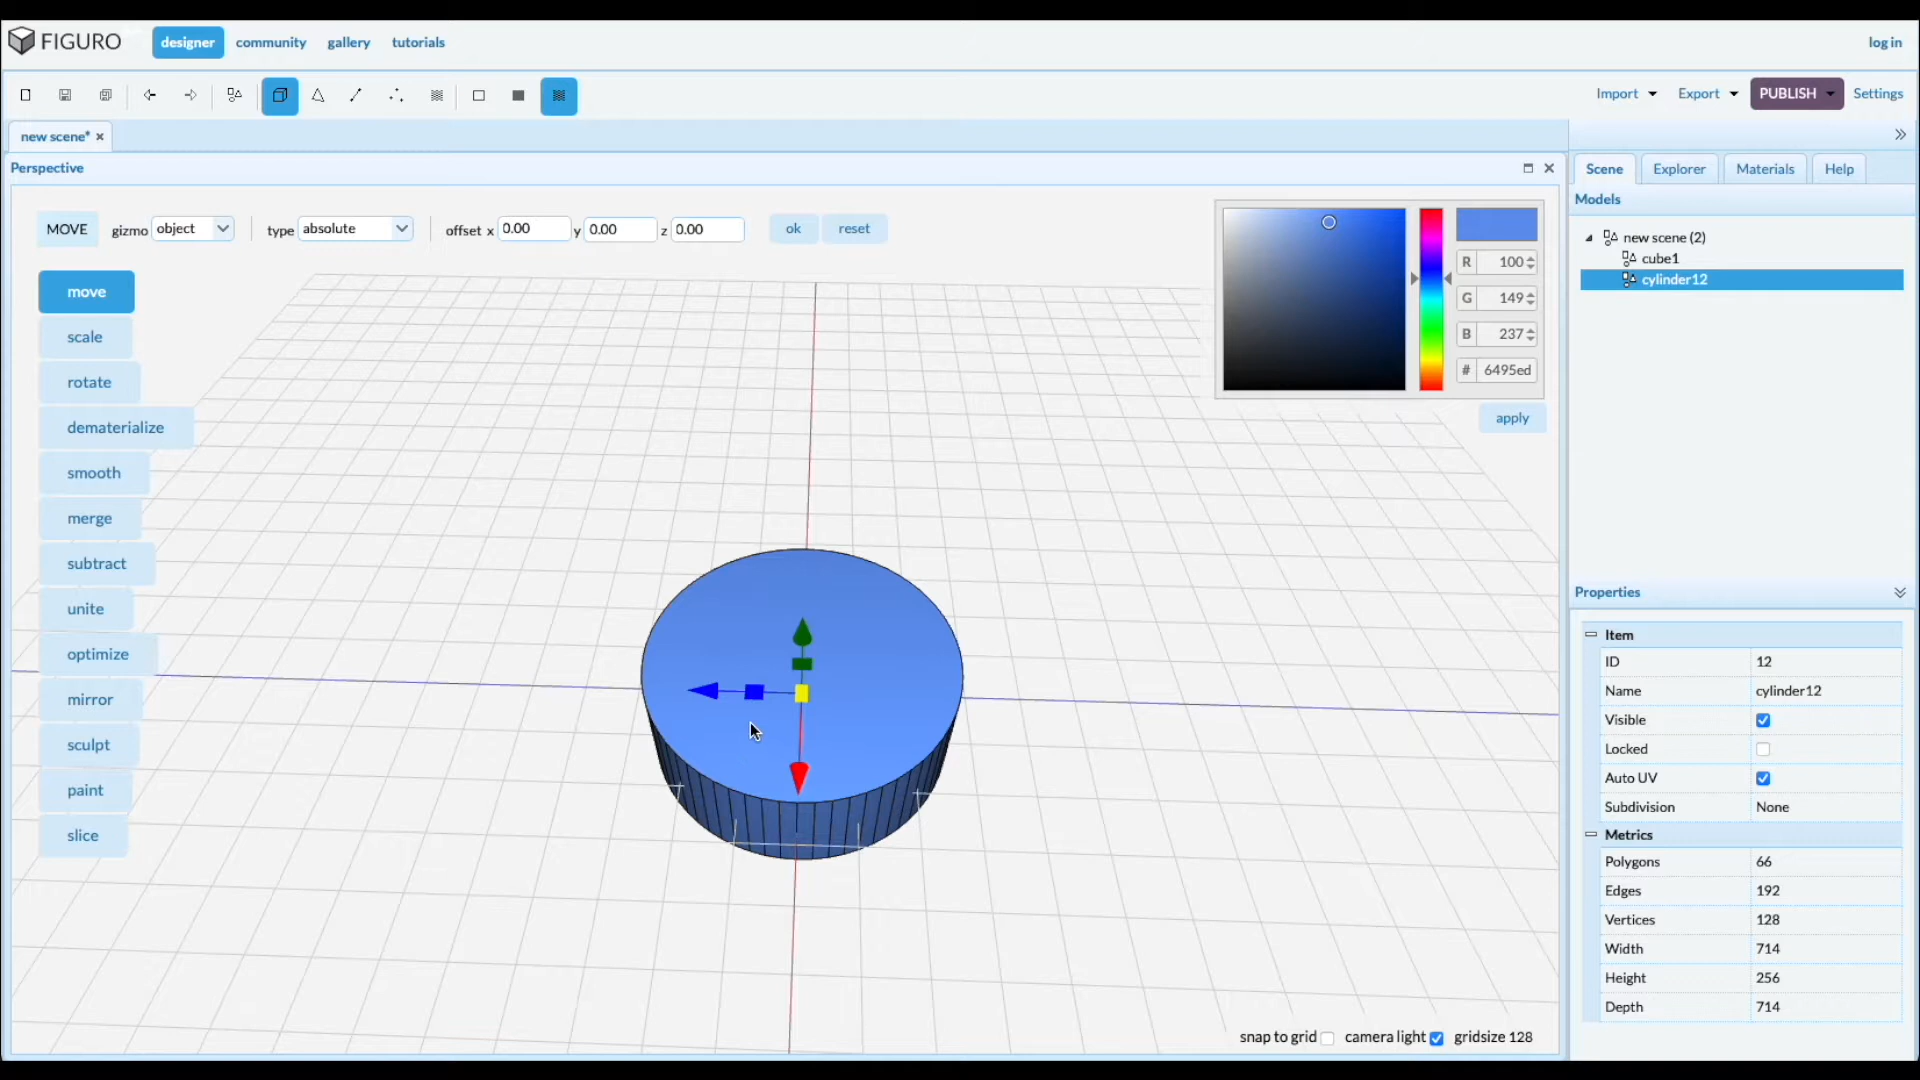 FIGURO designer community gallery tutorials log in
Import Export PUBLISH Settings
new scene* ×
Perspective
MOVE gizmo object type absolute offset x 0.00 y 0.00 z 0.00 ok reset
move
scale
rotate
dematerialize
smooth
merge
subtract
unite
optimize
mirror
sculpt
paint
slice
R 100
G 149
B 237
# 6495ed
apply
snap to grid camera light gridsize 128
Scene Explorer Materials Help
Models
new scene (2)
cube1
cylinder12
Properties
Item
ID 12
Name cylinder12
Visible
Locked
Auto UV
Subdivision None
Metrics
Polygons 66
Edges 192
Vertices 128
Width 714
Height 256
Depth 714